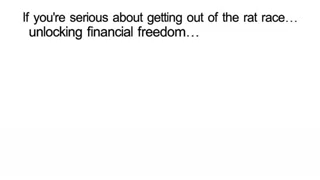 If you're serious about getting out of the rat race…
unlocking financial freedom…